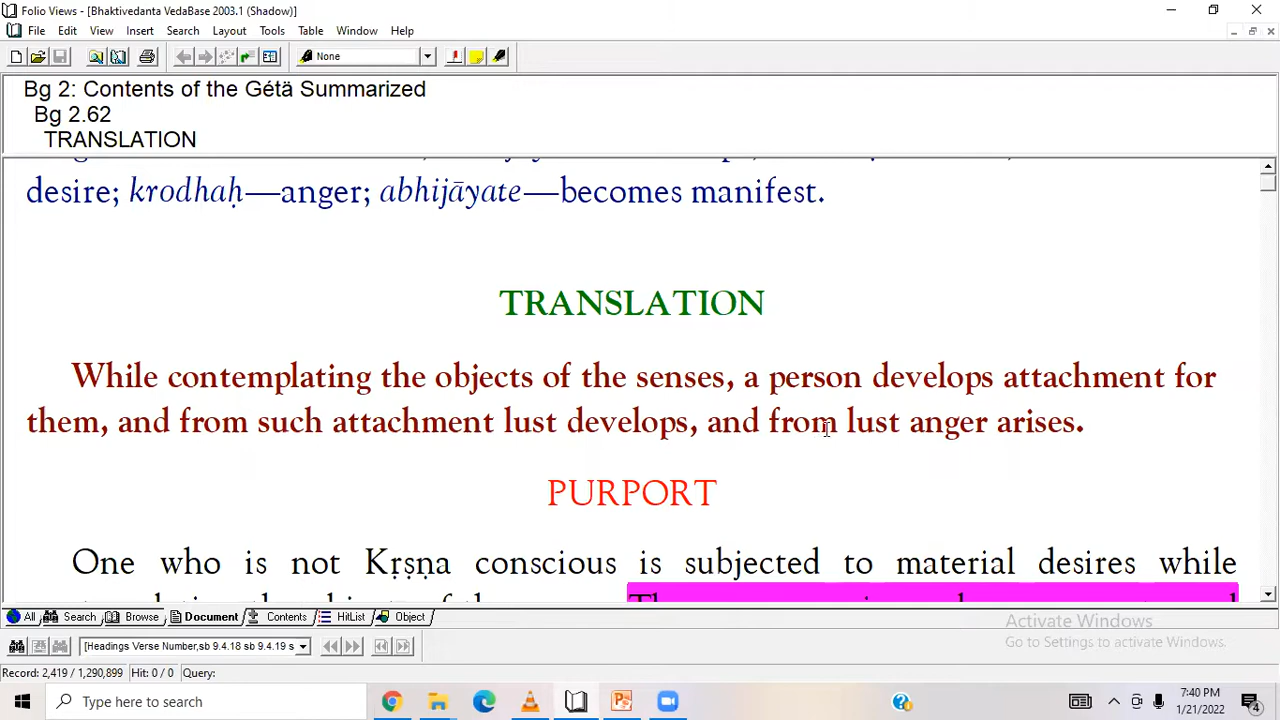 Folio Views - [Bhaktivedanta VedaBase 2003.1 (Shadow)]
File Edit View Insert Search Layout Tools Table Window Help
None
Bg 2: Contents of the Gétä Summarized
Bg 2.62
TRANSLATION
desire; krodhaḥ—anger; abhijāyate—becomes manifest.
TRANSLATION
While contemplating the objects of the senses, a person develops attachment for
them, and from such attachment lust develops, and from lust anger arises.
PURPORT
One who is not Kṛṣṇa conscious is subjected to material desires while
All Search Browse Document Contents HitList Object
Activate Windows
Go to Settings to activate Windows.
[Headings Verse Number,sb 9.4.18 sb 9.4.19 s
Record: 2,419 / 1,290,899 Hit: 0 / 0 Query:
Type here to search
7:40 PM
1/21/2022
4